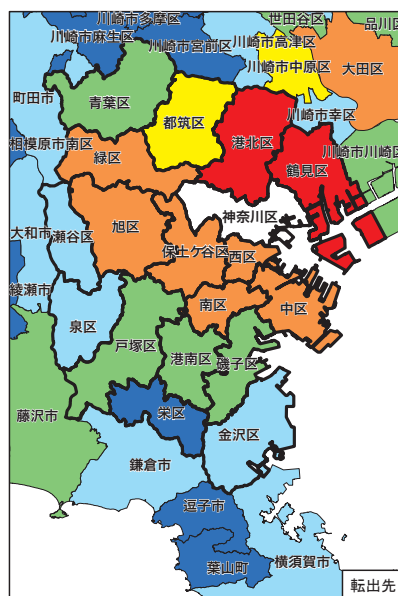 川崎市多摩区
世田谷区
品川区
川崎市麻生区
川崎市宮前区
川崎市高津区
川崎市中原区
大田区
町田市
青葉区
都筑区
川崎市幸区
相模原市南区
緑区
港北区
鶴見区
川崎市川崎区
神奈川区
大和市
瀬谷区
旭区
保土ケ谷区
西区
綾瀬市
泉区
南区
中区
戸塚区
港南区
磯子区
藤沢市
栄区
金沢区
鎌倉市
逗子市
葉山町
横須賀市
転出先